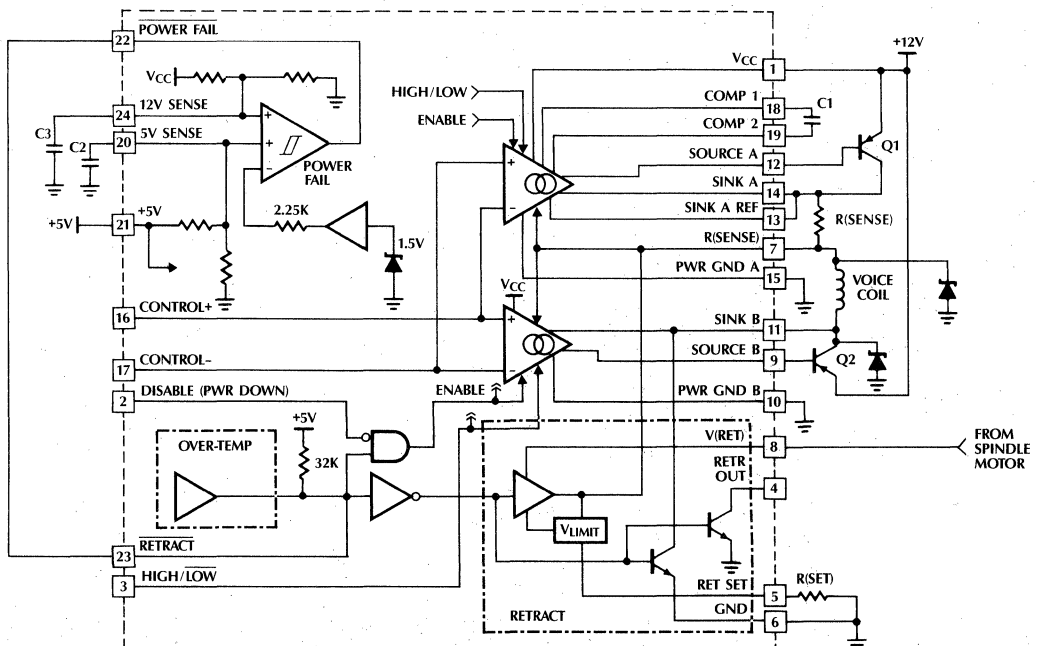 22 POWER FAIL
VCC
24 12V SENSE
C3
20 5V SENSE
C2
+ + −
POWER FAIL
+5V 21 +5V
2.25K
1.5V
16 CONTROL+
17 CONTROL−
2 DISABLE (PWR DOWN)
OVER-TEMP
+5V
32K
23 RETRACT
3 HIGH/LOW
HIGH/LOW
ENABLE
+ −
VCC
+ −
ENABLE
+12V
VCC 1
COMP 1 18
C1
COMP 2 19
SOURCE A 12
Q1
SINK A 14
SINK A REF 13
R(SENSE)
R(SENSE) 7
PWR GND A 15
VOICE COIL
SINK B 11
SOURCE B 9
Q2
PWR GND B 10
V(RET) 8
FROM SPINDLE MOTOR
RETR OUT 4
VLIMIT
RET SET 5
R(SET)
GND 6
RETRACT